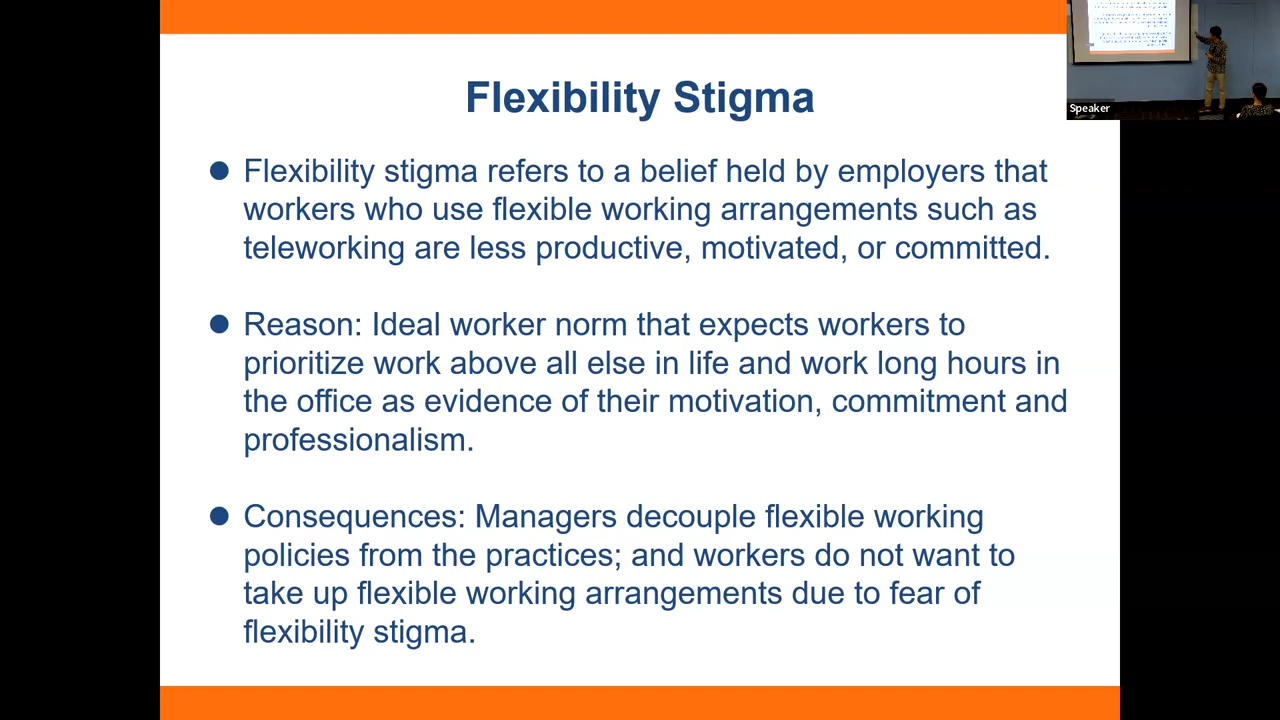 Flexibility Stigma
Speaker
● Flexibility stigma refers to a belief held by employers that
workers who use flexible working arrangements such as
teleworking are less productive, motivated, or committed.
● Reason: Ideal worker norm that expects workers to
prioritize work above all else in life and work long hours in
the office as evidence of their motivation, commitment and
professionalism.
● Consequences: Managers decouple flexible working
policies from the practices; and workers do not want to
take up flexible working arrangements due to fear of
flexibility stigma.